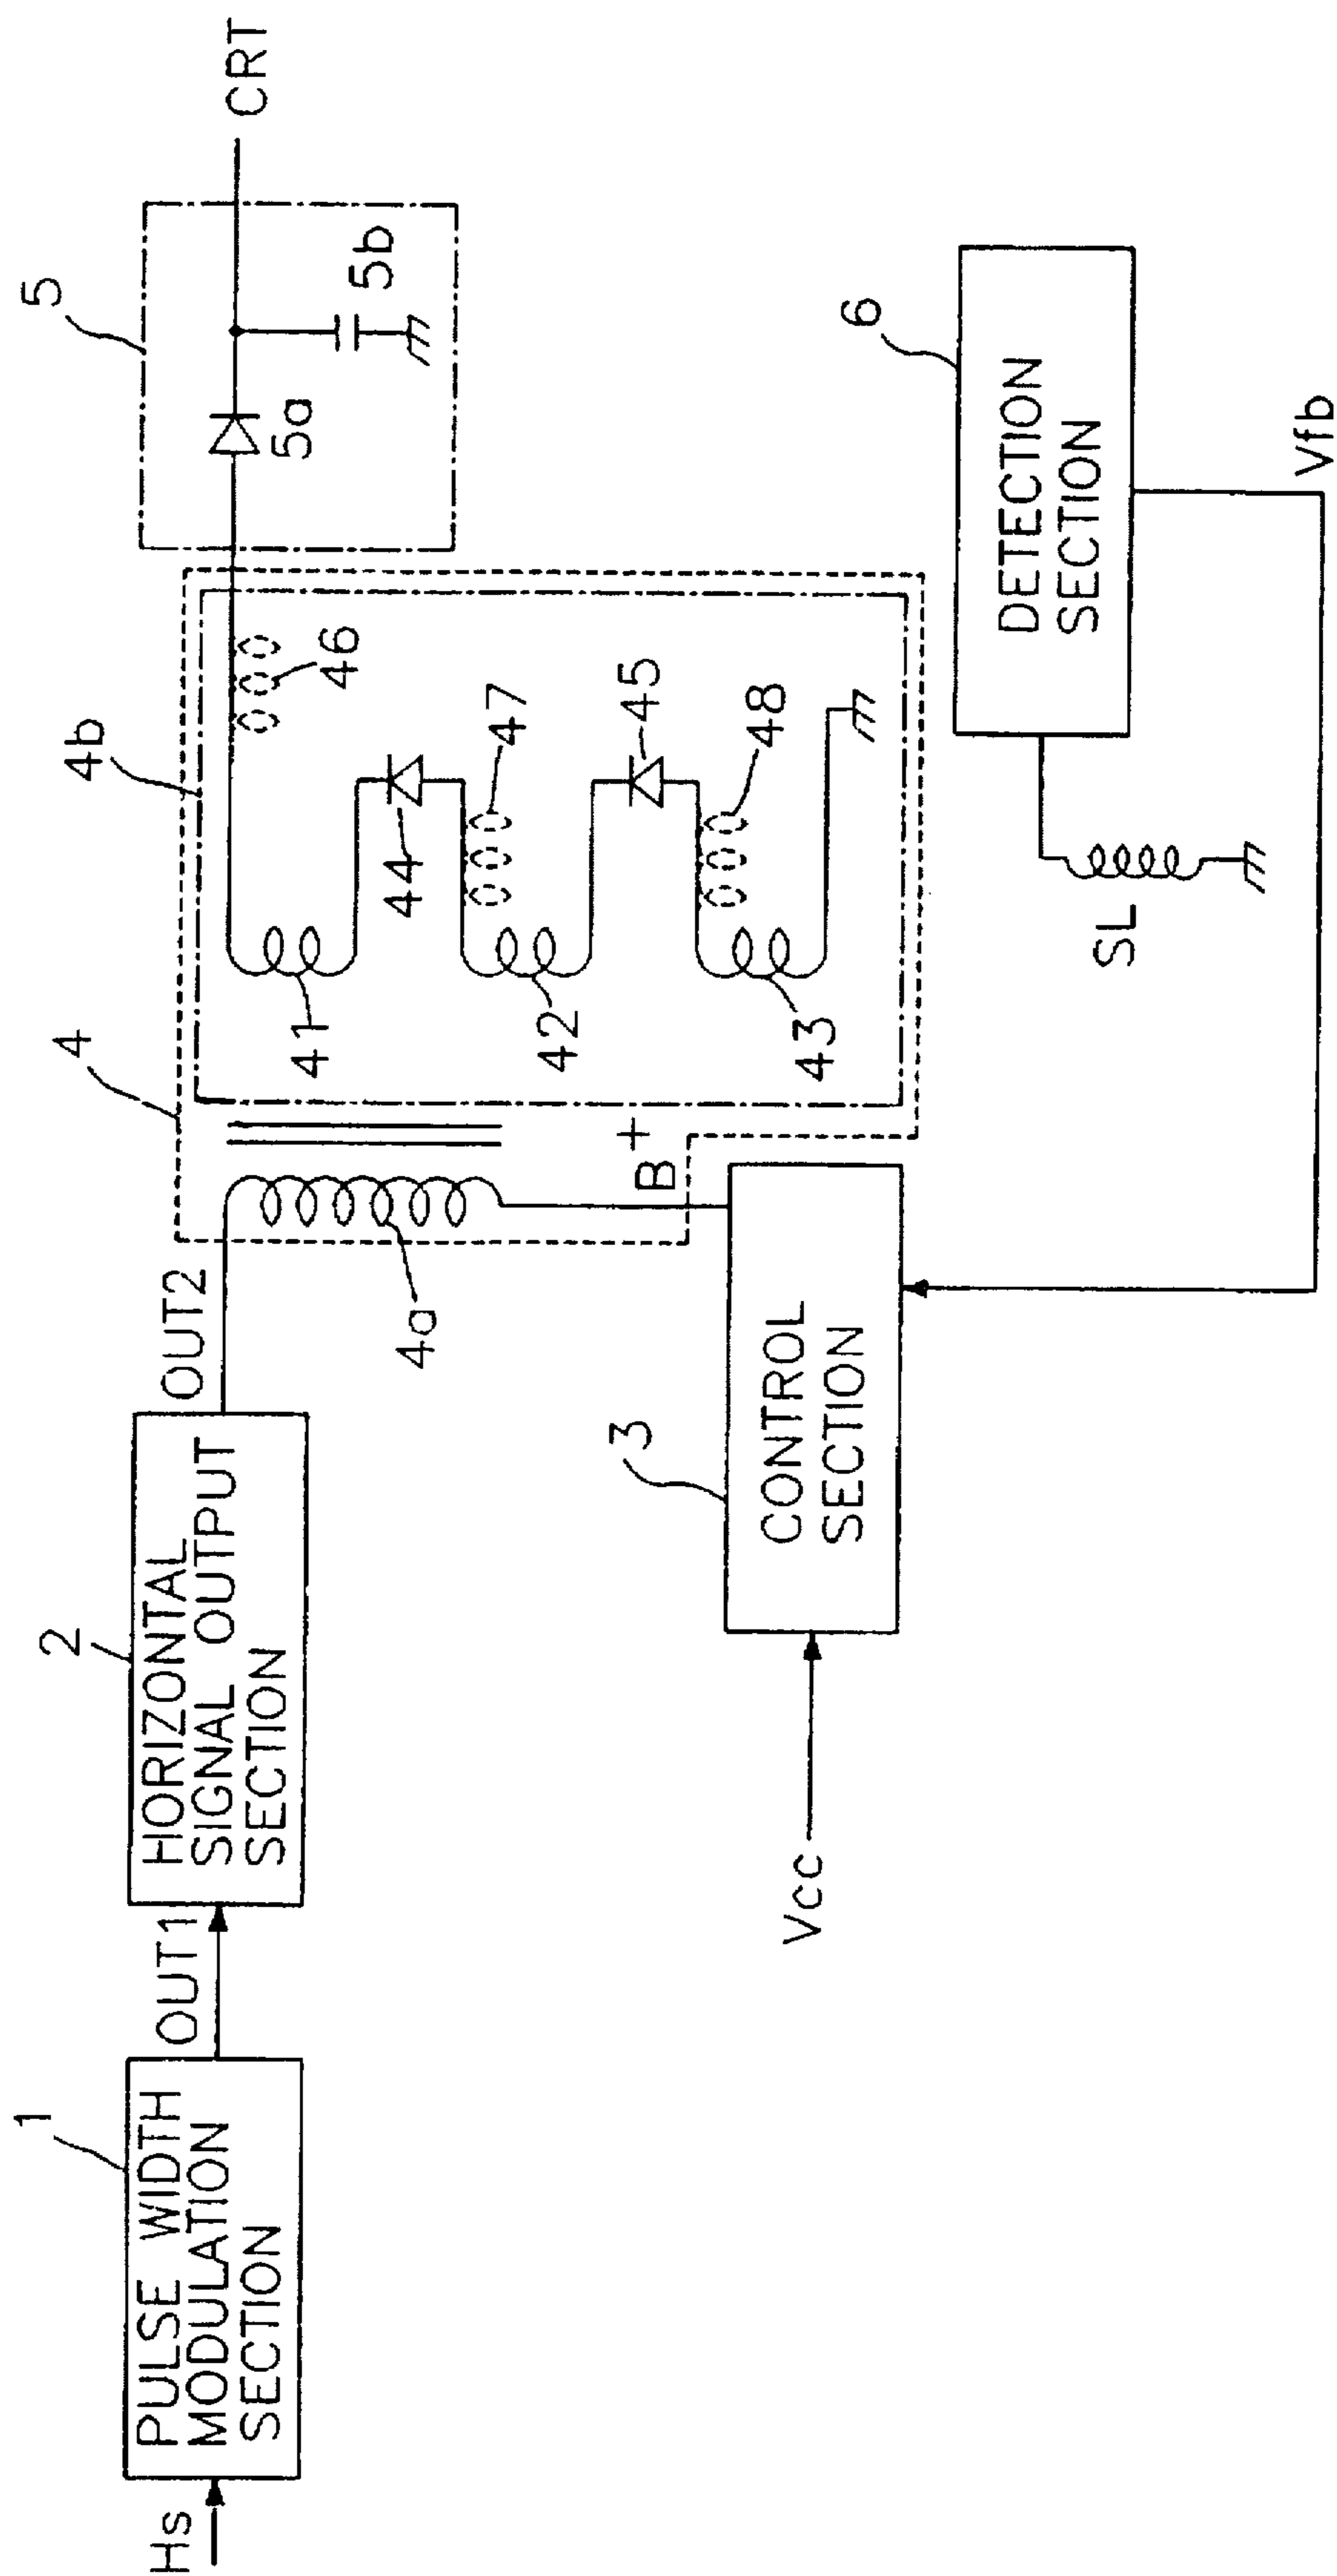 Hs
1
PULSE WIDTH
MODULATION
SECTION
OUT1
2
HORIZONTAL
SIGNAL OUTPUT
SECTION
OUT2
4
4a
4b
41
42
43
44
45
46
47
48
B+
5
5a
5b
CRT
Vcc
3
CONTROL
SECTION
SL
6
DETECTION
SECTION
Vfb